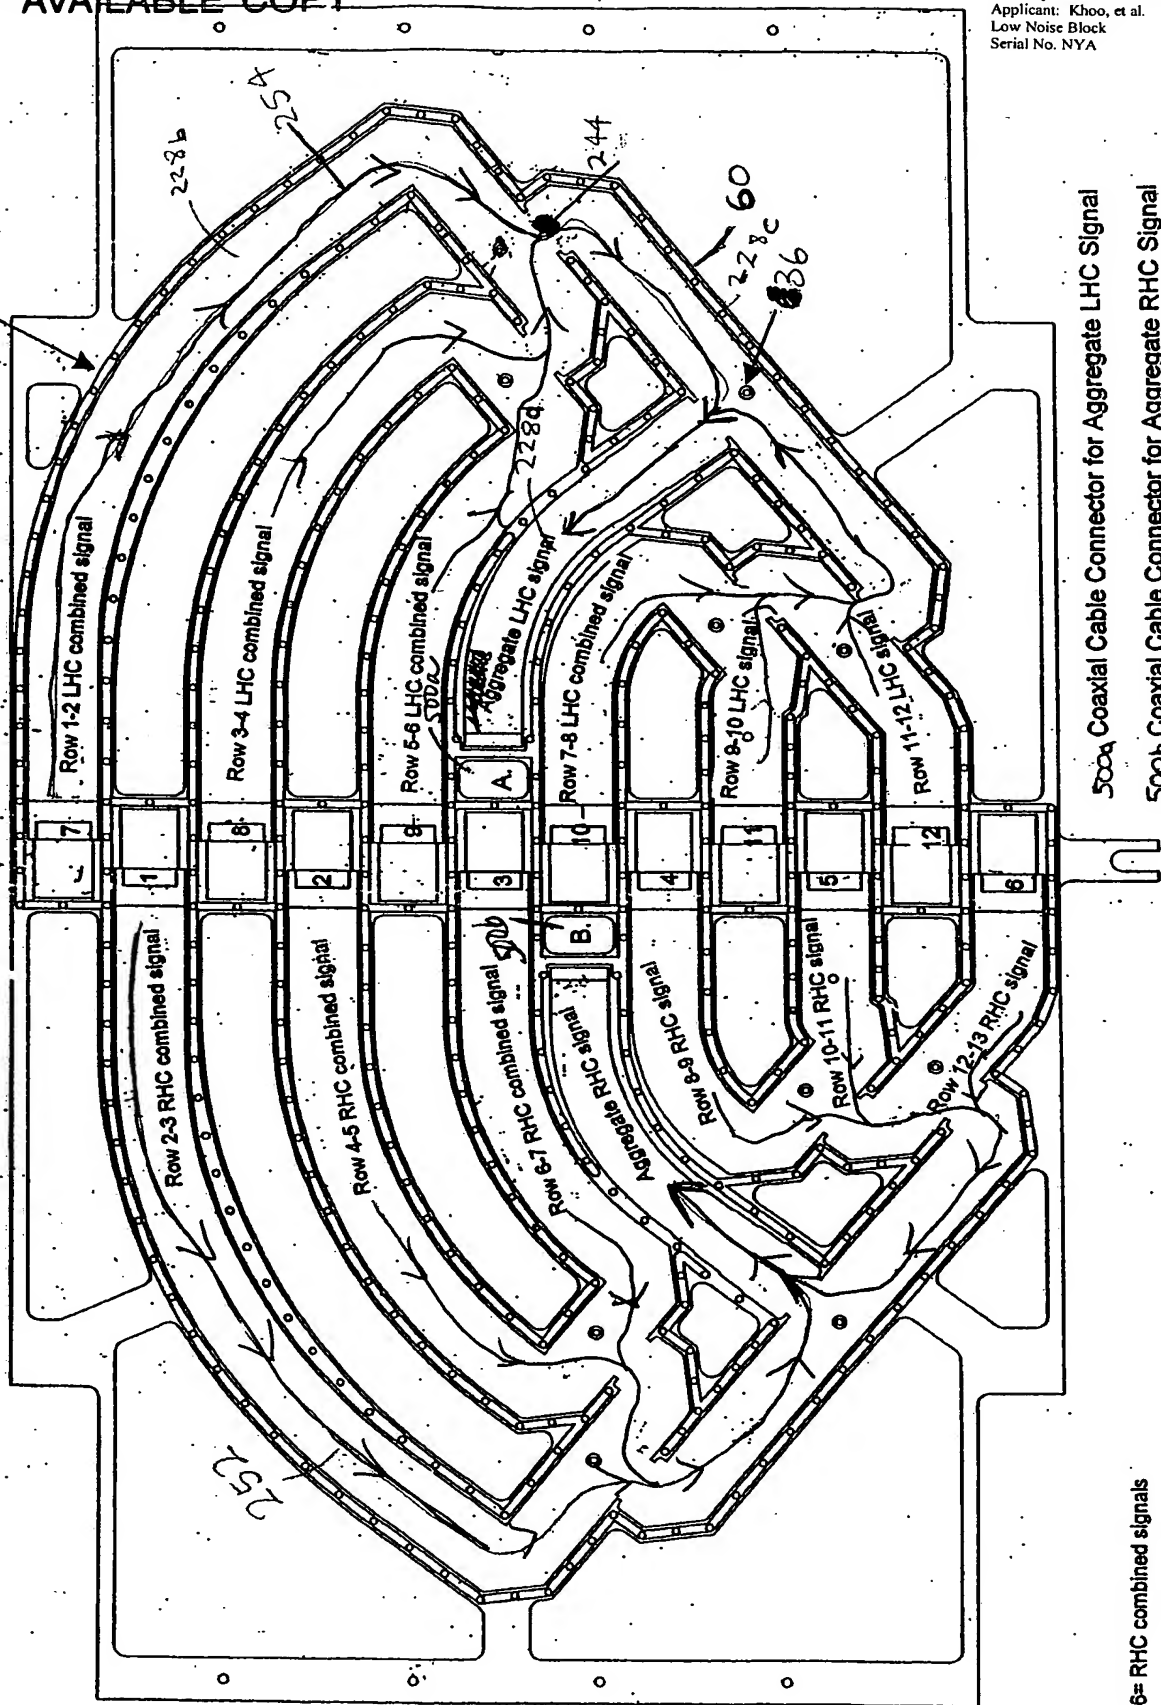 AVAILABLE COPY
Applicant: Khoo, et al.
Low Noise Block
Serial No. NYA
254
228b
244
60
228c
36
228d
Row 1-2 LHC combined signal
Row 3-4 LHC combined signal
Row 5-6 LHC combined signal
500a
Aggregate LHC signal
Row 7-8 LHC combined signal
Row 9-10 LHC signal
Row 11-12 LHC signal
A.
7
8
9
10
11
12
1
2
3
4
5
6
B.
500b
Row 2-3 RHC combined signal
Row 4-5 RHC combined signal
Row 6-7 RHC combined signal
Aggregate RHC signal
Row 8-9 RHC signal
Row 10-11 RHC signal
Row 12-13 RHC signal
252
500a Coaxial Cable Connector for Aggregate LHC Signal
500b Coaxial Cable Connector for Aggregate RHC Signal
6= RHC combined signals